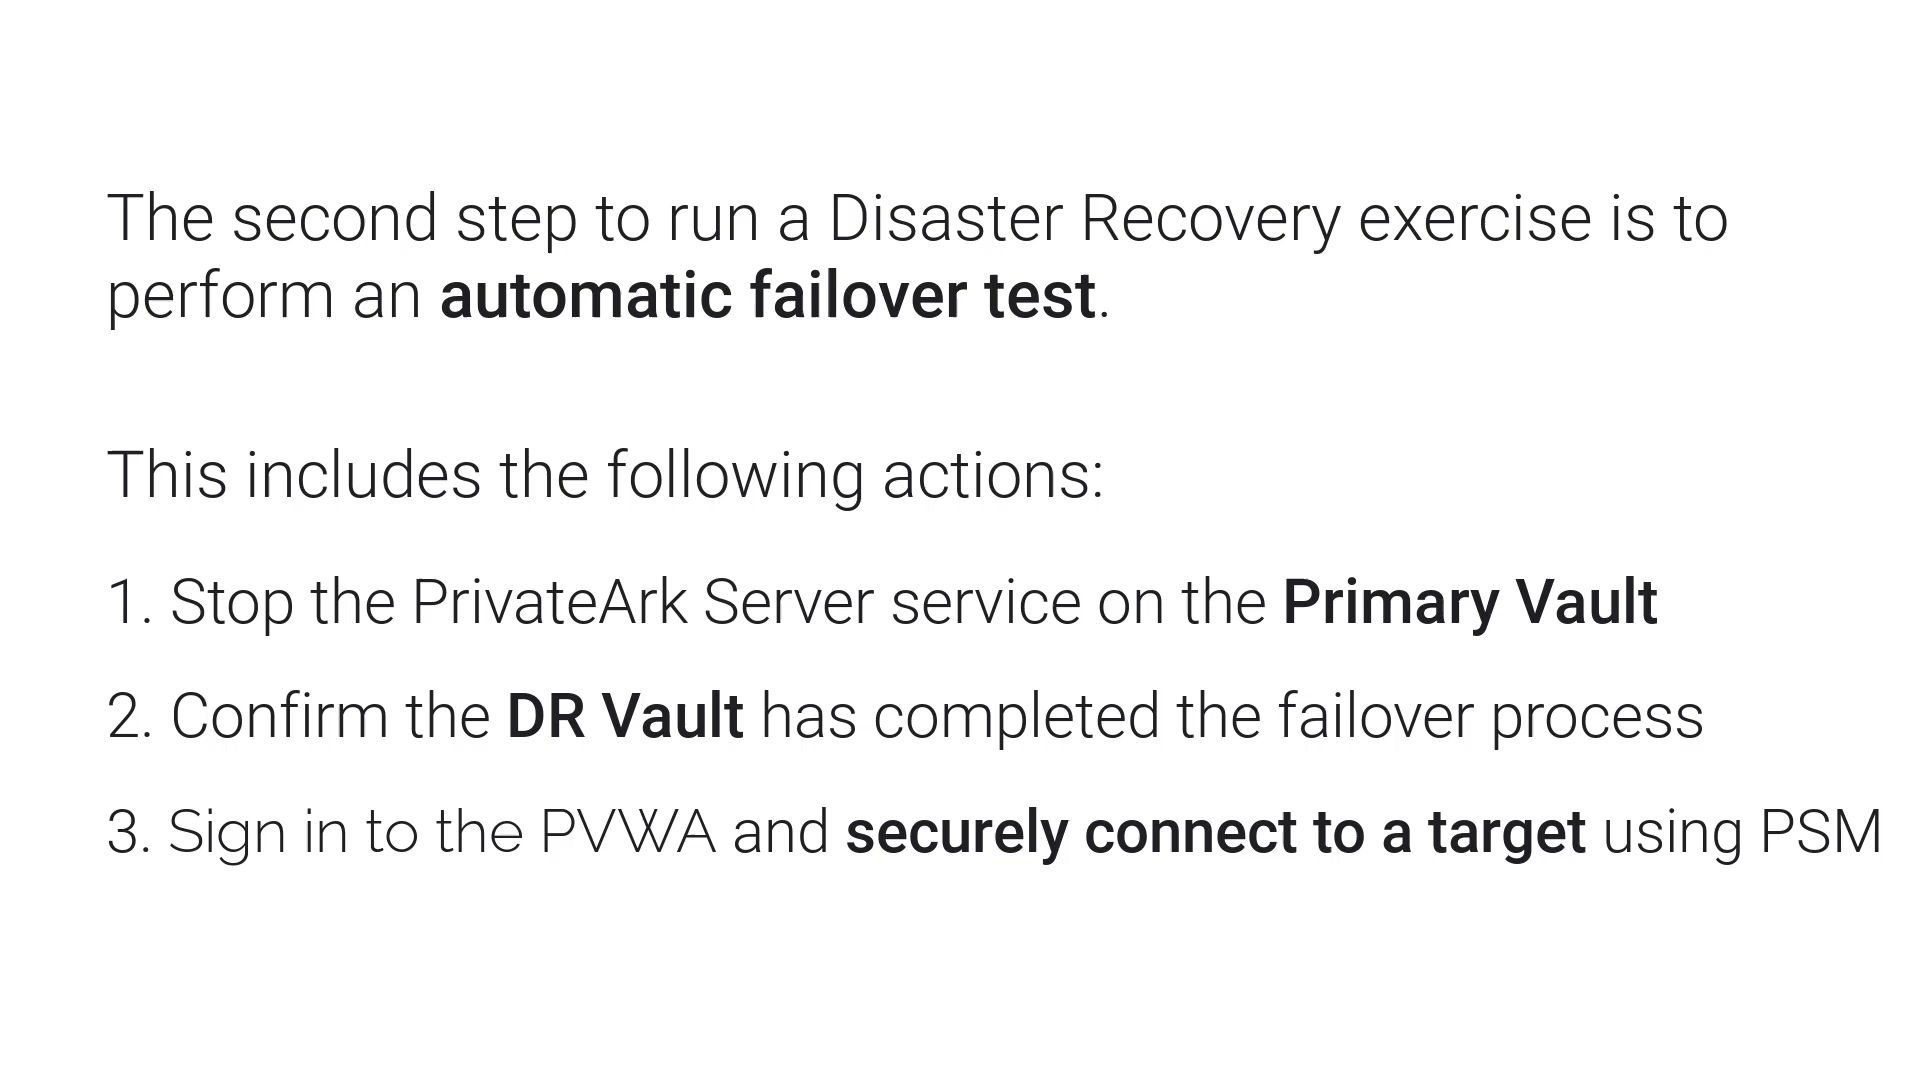 The second step to run a Disaster Recovery exercise is to
perform an automatic failover test.
This includes the following actions:
1. Stop the PrivateArk Server service on the Primary Vault
2. Confirm the DR Vault has completed the failover process
3. Sign in to the PVWA and securely connect to a target using PSM